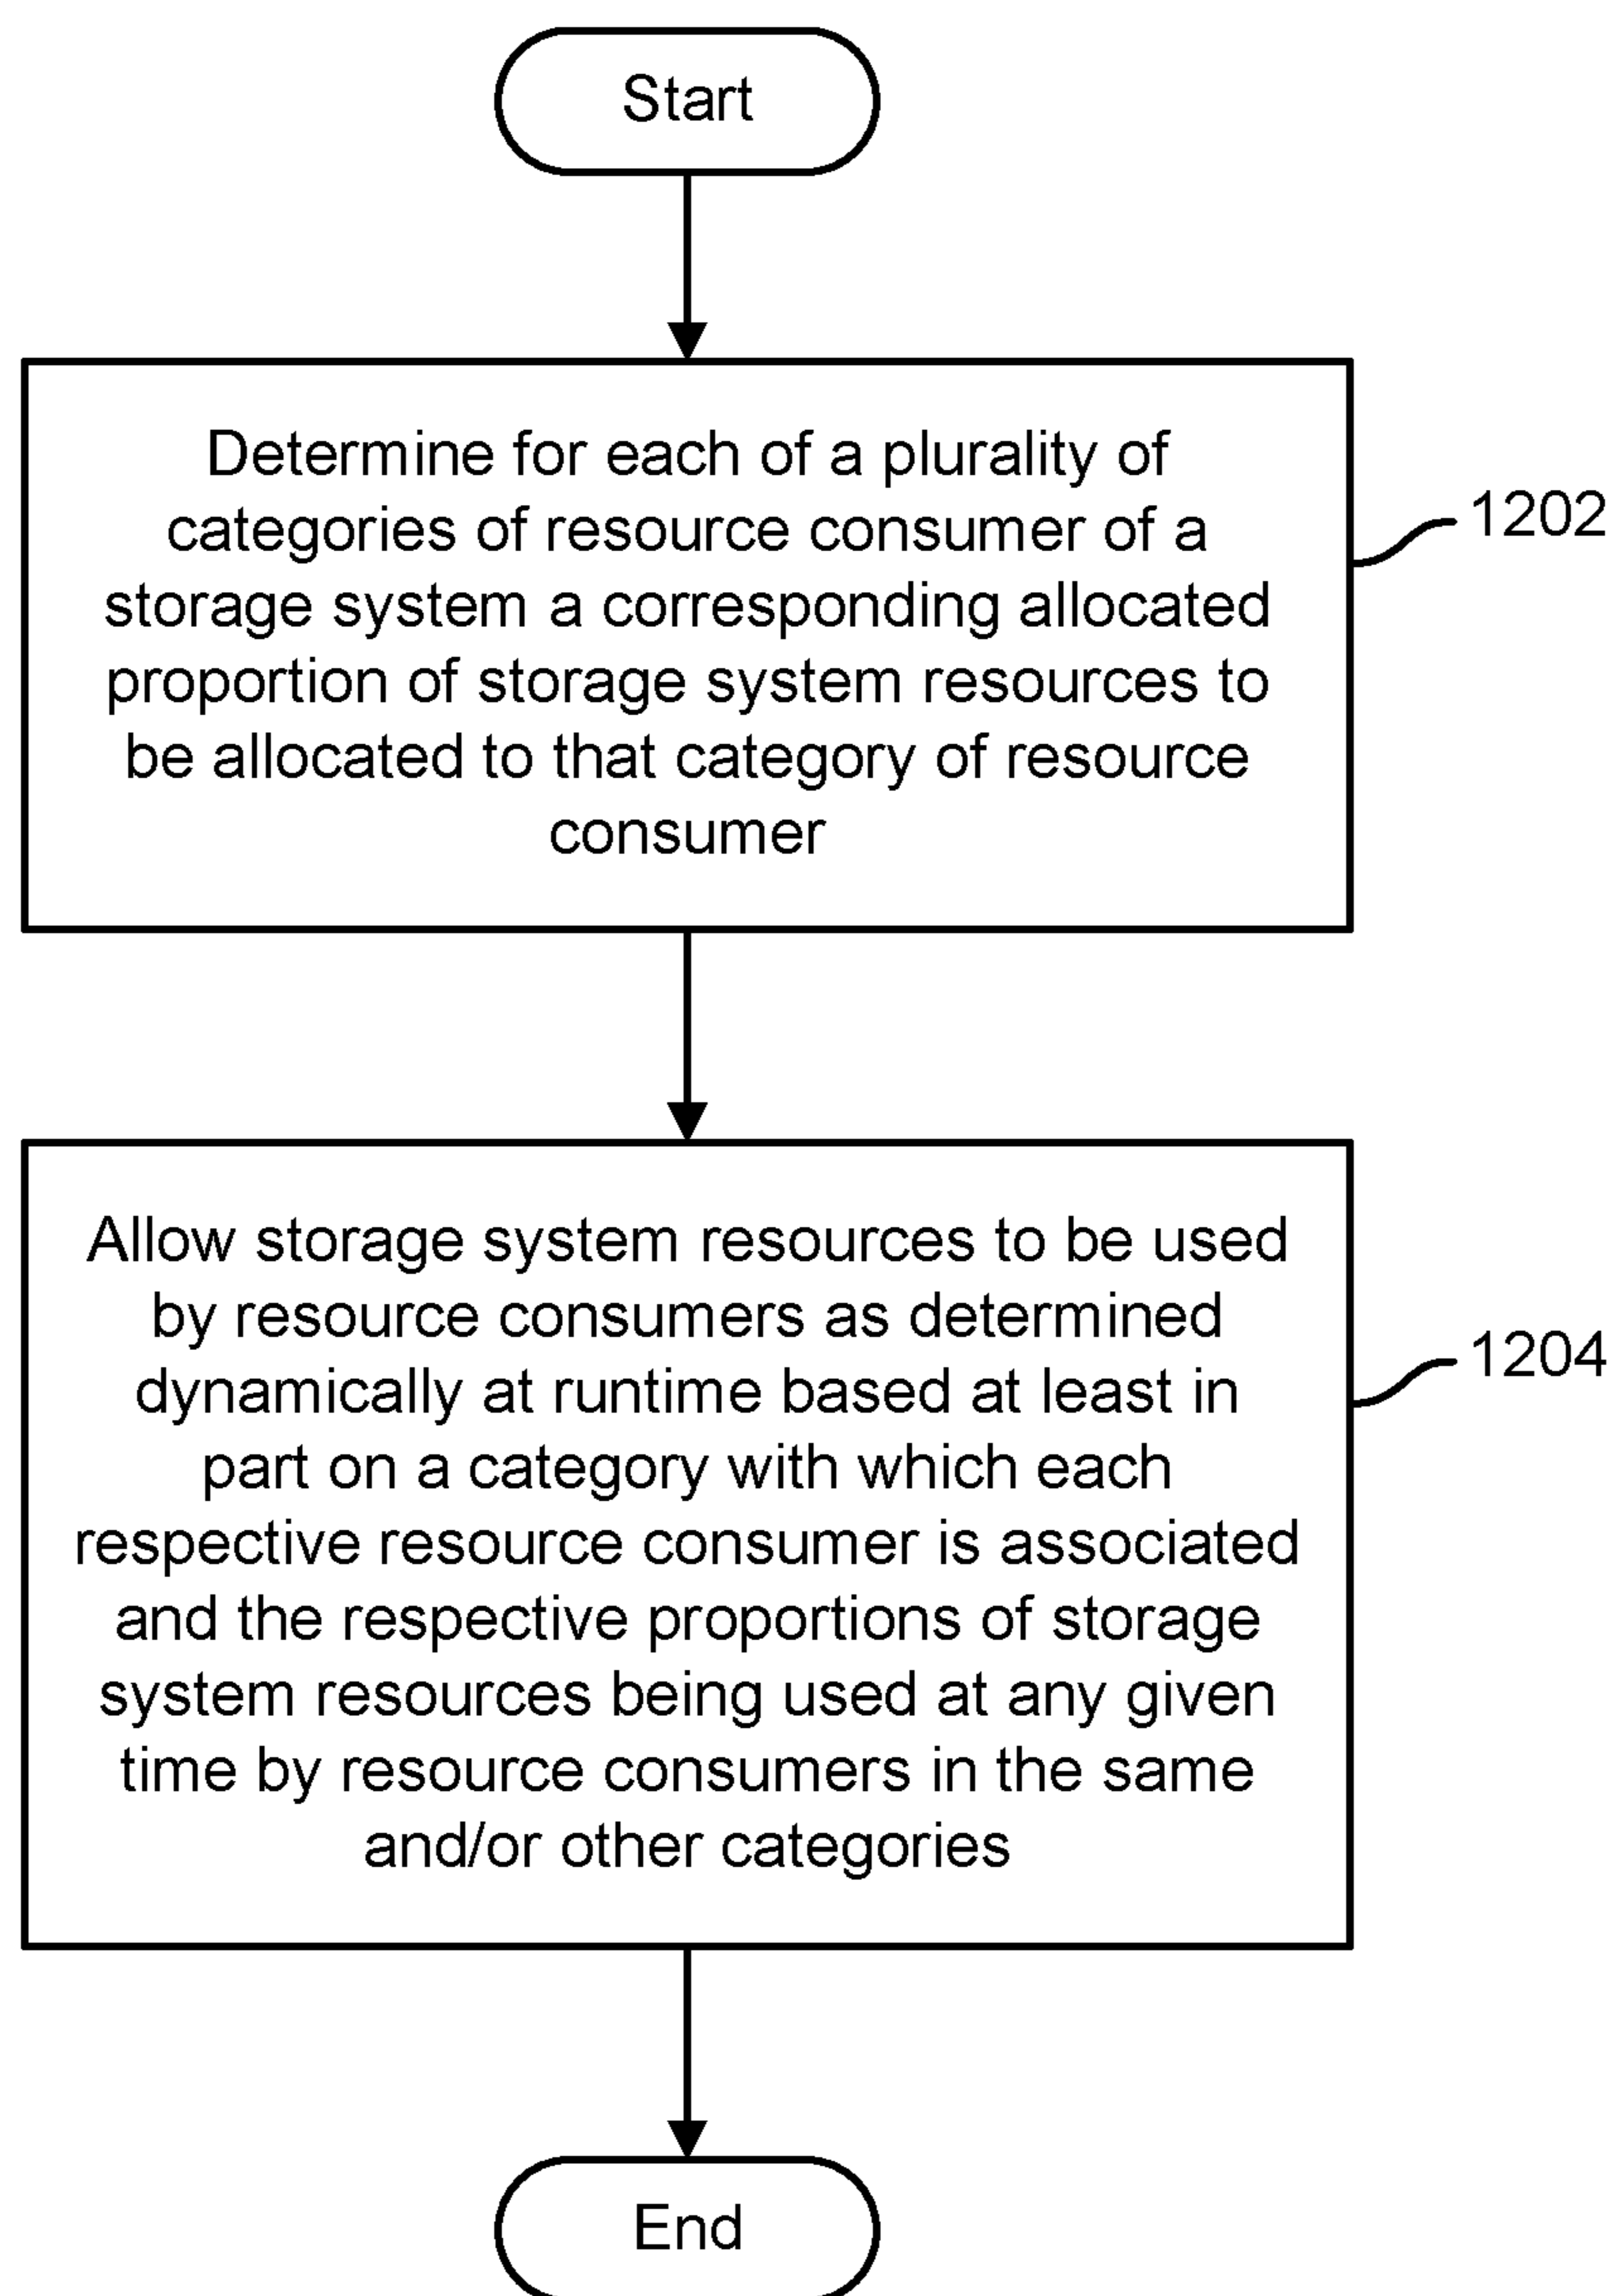 Start
Determine for each of a plurality of
categories of resource consumer of a
storage system a corresponding allocated
proportion of storage system resources to
be allocated to that category of resource
consumer
1202
Allow storage system resources to be used
by resource consumers as determined
dynamically at runtime based at least in
part on a category with which each
respective resource consumer is associated
and the respective proportions of storage
system resources being used at any given
time by resource consumers in the same
and/or other categories
1204
End